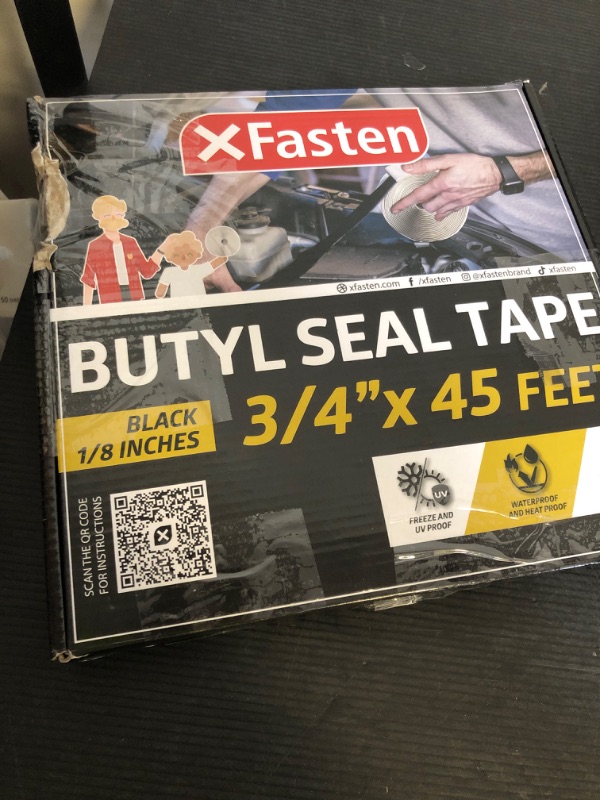 XFasten
xfasten.com /xfasten @xfastenbrand xfasten
BUTYL SEAL TAPE
BLACK
1/8 INCHES
3/4”x 45 FEET
UV
FREEZE AND
UV PROOF
WATERPROOF
AND HEAT PROOF
SCAN THE QR CODE
FOR INSTRUCTIONS
X